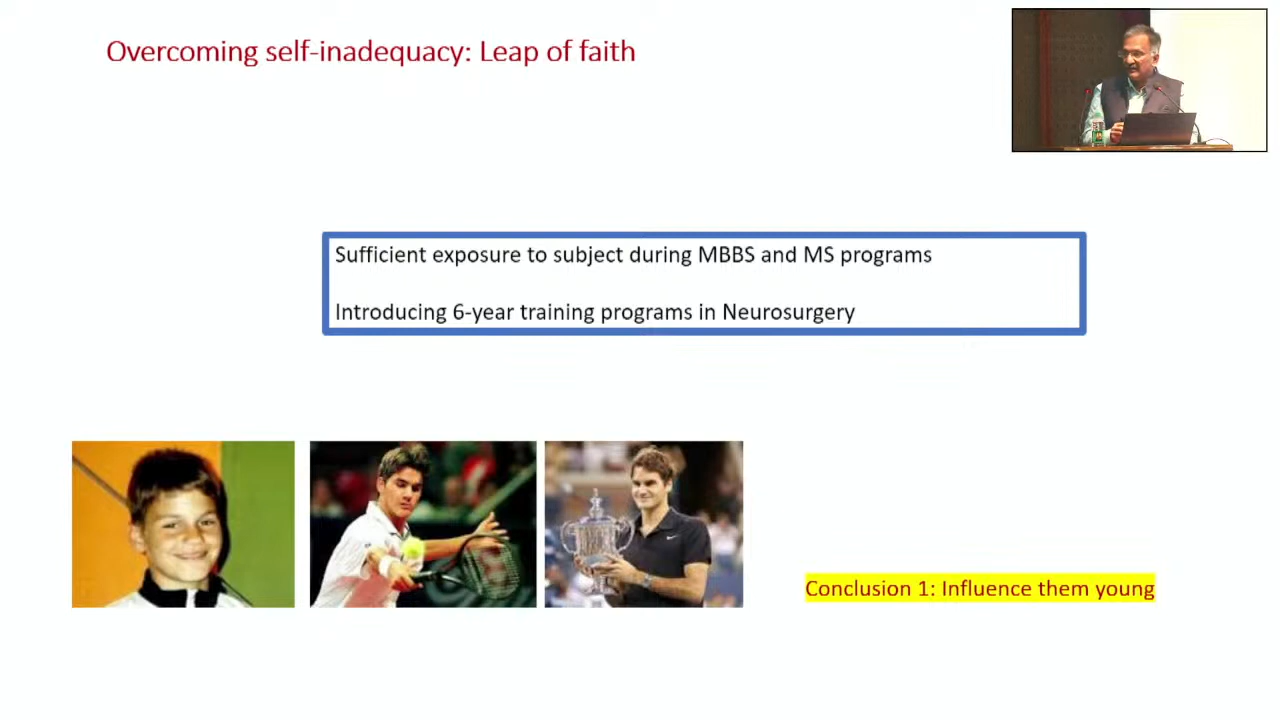 Overcoming self-inadequacy: Leap of faith
Sufficient exposure to subject during MBBS and MS programs
Introducing 6-year training programs in Neurosurgery
Conclusion 1: Influence them young